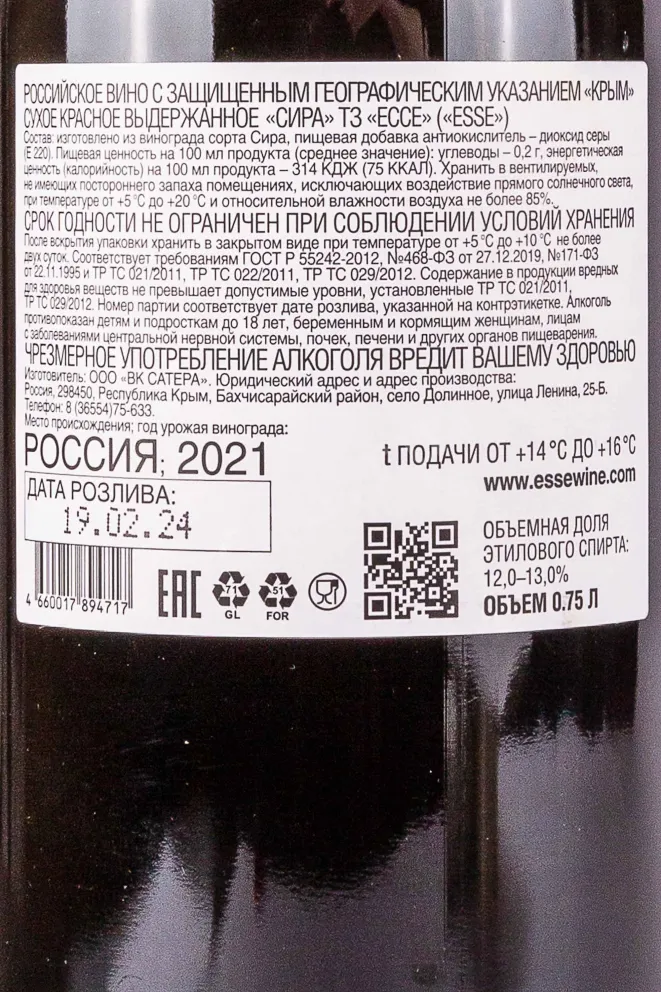 РОССИЙСКОЕ ВИНО С ЗАЩИЩЕННЫМ ГЕОГРАФИЧЕСКИМ УКАЗАНИЕМ «КРЫМ»
СУХОЕ КРАСНОЕ ВЫДЕРЖАННОЕ «СИРА» ТЗ «ЕССЕ» («ESSE»)
Состав: изготовлено из винограда сорта Сира, пищевая добавка антиокислитель – диоксид серы
(Е 220). Пищевая ценность на 100 мл продукта (среднее значение): углеводы – 0,2 г, энергетическая
ценность (калорийность) на 100 мл продукта – 314 КДЖ (75 ККАЛ). Хранить в вентилируемых,
не имеющих постороннего запаха помещениях, исключающих воздействие прямого солнечного света,
при температуре от +5 °С до +20 °С и относительной влажности воздуха не более 85%.
СРОК ГОДНОСТИ НЕ ОГРАНИЧЕН ПРИ СОБЛЮДЕНИИ УСЛОВИЙ ХРАНЕНИЯ
После вскрытия упаковки хранить в закрытом виде при температуре от +5 °С до +10 °С не более
двух суток. Соответствует требованиям ГОСТ Р 55242-2012, №468-ФЗ от 27.12.2019, №171-ФЗ
от 22.11.1995 и ТР ТС 021/2011, ТР ТС 022/2011, ТР ТС 029/2012. Содержание в продукции вредных
для здоровья веществ не превышает допустимые уровни, установленные ТР ТС 021/2011,
ТР ТС 029/2012. Номер партии соответствует дате розлива, указанной на контрэтикетке. Алкоголь
противопоказан детям и подросткам до 18 лет, беременным и кормящим женщинам, лицам
с заболеваниями центральной нервной системы, почек, печени и других органов пищеварения.
ЧРЕЗМЕРНОЕ УПОТРЕБЛЕНИЕ АЛКОГОЛЯ ВРЕДИТ ВАШЕМУ ЗДОРОВЬЮ
Изготовитель: ООО «ВК САТЕРА». Юридический адрес и адрес производства:
Россия, 298450, Республика Крым, Бахчисарайский район, село Долинное, улица Ленина, 25-Б.
Телефон: 8 (36554)75-633.
Место происхождения; год урожая винограда:
РОССИЯ; 2021
t ПОДАЧИ ОТ +14 °С ДО +16 °С
www.essewine.com
ДАТА РОЗЛИВА:
19.02.24
ОБЪЕМНАЯ ДОЛЯ
ЭТИЛОВОГО СПИРТА:
12,0–13,0%
ОБЪЕМ 0.75 Л
4 660017 894717
ЕАС
71
GL
51
FOR